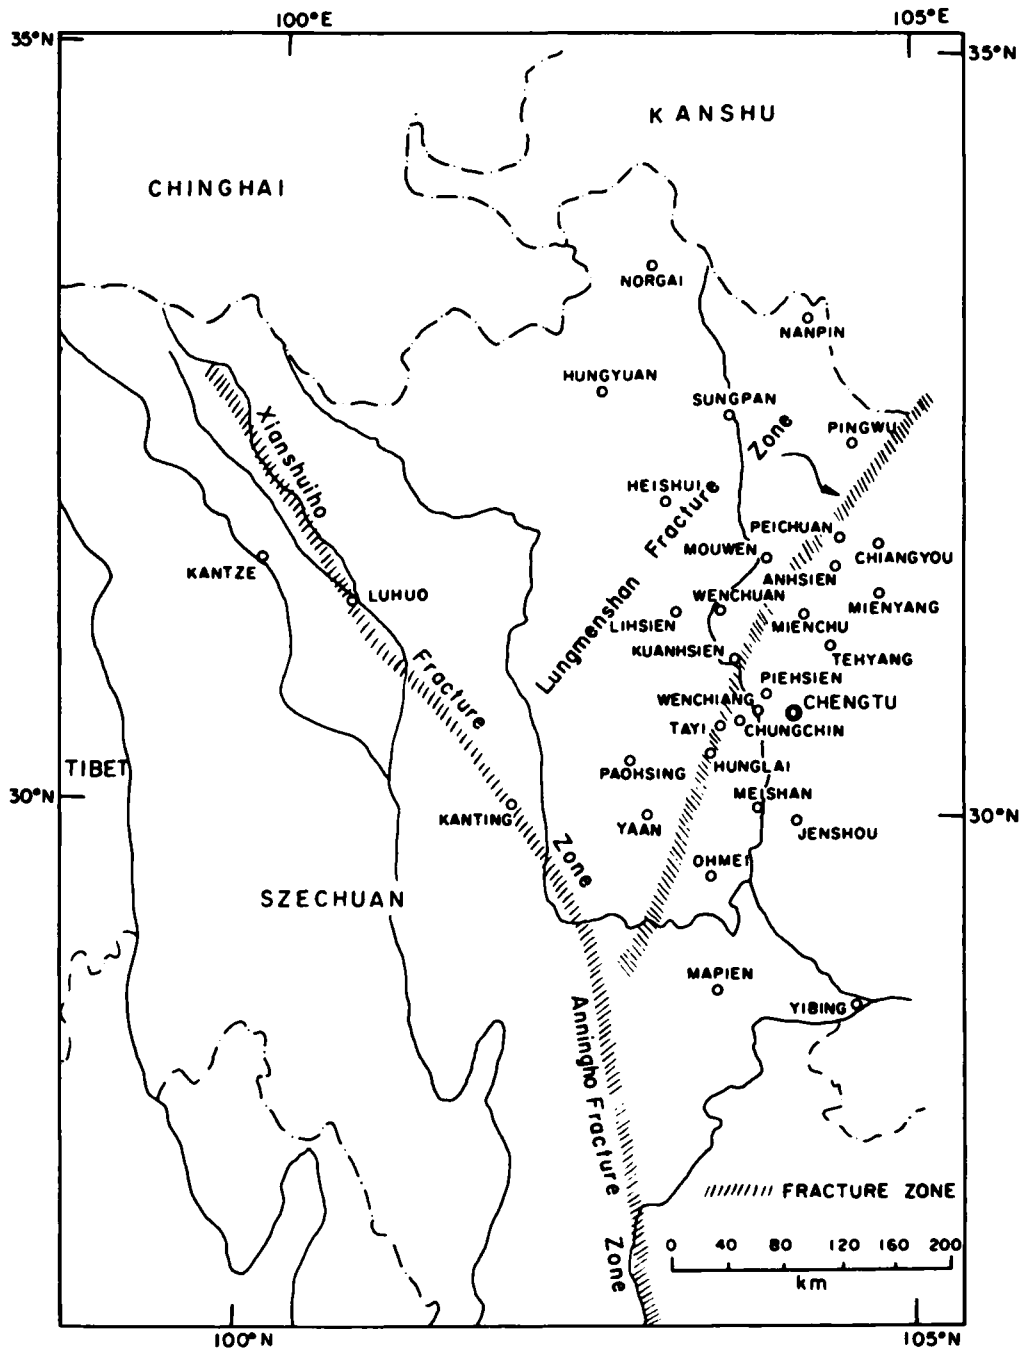 100°E
105°E
35°N
35°N
KANSHU
CHINGHAI
NORGAI
NANPIN
HUNGYUAN
SUNGPAN
PINGWU
Xianshuiho
Fracture
Zone
HEISHUI
Lungmenshan Fracture Zone
PEICHUAN
MOUWEN
CHIANGYOU
KANTZE
ANHSIEN
LUHUO
WENCHUAN
MIENYANG
LIHSIEN
MIENCHU
KUANHSIEN
TEHYANG
PIEHSIEN
WENCHIANG
CHENGTU
TAYI
CHUNGCHIN
TIBET
PAOHSING
HUNGLAI
30°N
MEISHAN
30°N
KANTING
YAAN
JENSHOU
OHMEI
SZECHUAN
MAPIEN
YIBING
Anningho Fracture Zone
FRACTURE ZONE
0 40 80 120 160 200
km
100°N
105°N